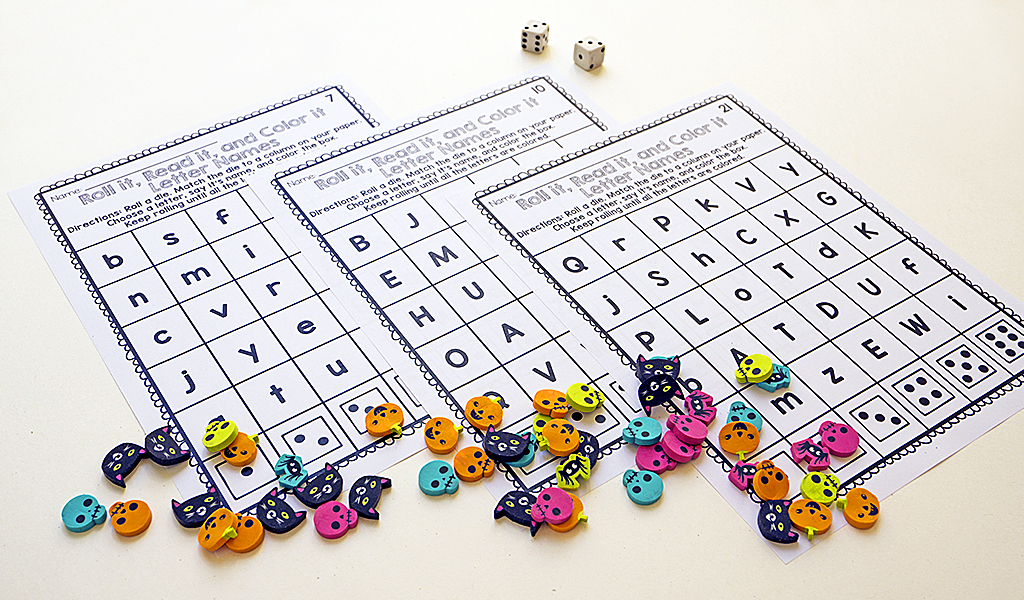 7
Name:
Roll it, Read it, and Color it
Letter Names
Directions: Roll a die. Match the die to a column on your paper
Choose a letter, say it's name, and color the box.
Keep rolling until all the
b s f
n m i
c v r
j y e
t u
10
Name:
Roll it, Read it, and Color it
Letter Names
Directions: Roll a die. Match the die to a column on your paper
Choose a letter, say it's name, and color the box.
Keep rolling until all the letters are colored.
B J
E M
H U
O A
V
21
Name:
Roll it, Read it, and Color it
Letter Names
Directions: Roll a die. Match the die to a column on your paper
Choose a letter, say it's name, and color the box.
Keep rolling until all the letters are colored.
Q r P K V Y
j S h C X G
P L o T d K
A T D U f
m z E W i